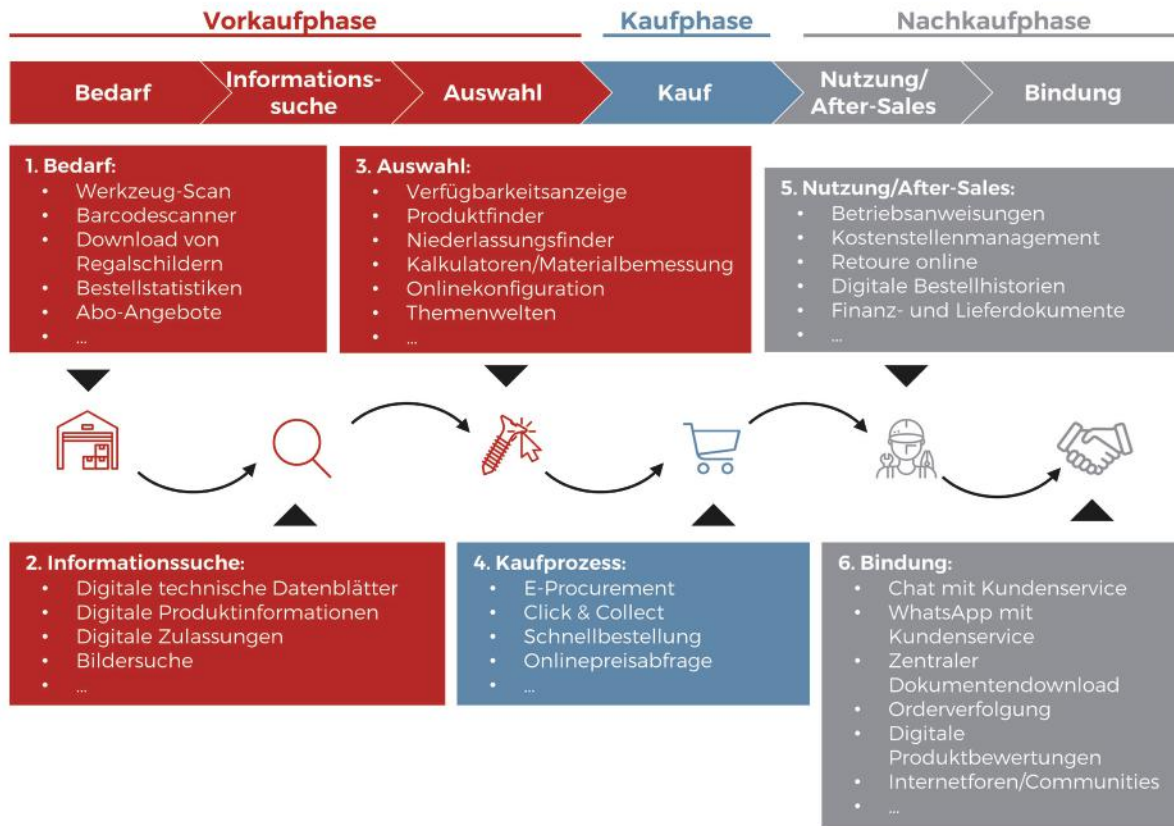 Vorkaufphase
Kaufphase
Nachkaufphase
Bedarf
Informations-
suche
Auswahl
Kauf
Nutzung/
After-Sales
Bindung
1. Bedarf:
• Werkzeug-Scan
• Barcodescanner
• Download von
Regalschildern
• Bestellstatistiken
• Abo-Angebote
• ...
3. Auswahl:
• Verfügbarkeitsanzeige
• Produktfinder
• Niederlassungsfinder
• Kalkulatoren/Materialbemessung
• Onlinekonfiguration
• Themenwelten
• ...
5. Nutzung/After-Sales:
• Betriebsanweisungen
• Kostenstellenmanagement
• Retoure online
• Digitale Bestellhistorien
• Finanz- und Lieferdokumente
• ...
2. Informationssuche:
• Digitale technische Datenblätter
• Digitale Produktinformationen
• Digitale Zulassungen
• Bildersuche
• ...
4. Kaufprozess:
• E-Procurement
• Click & Collect
• Schnellbestellung
• Onlinepreisabfrage
• ...
6. Bindung:
• Chat mit Kundenservice
• WhatsApp mit
Kundenservice
• Zentraler
Dokumentendownload
• Orderverfolgung
• Digitale
Produktbewertungen
• Internetforen/Communities
• ...